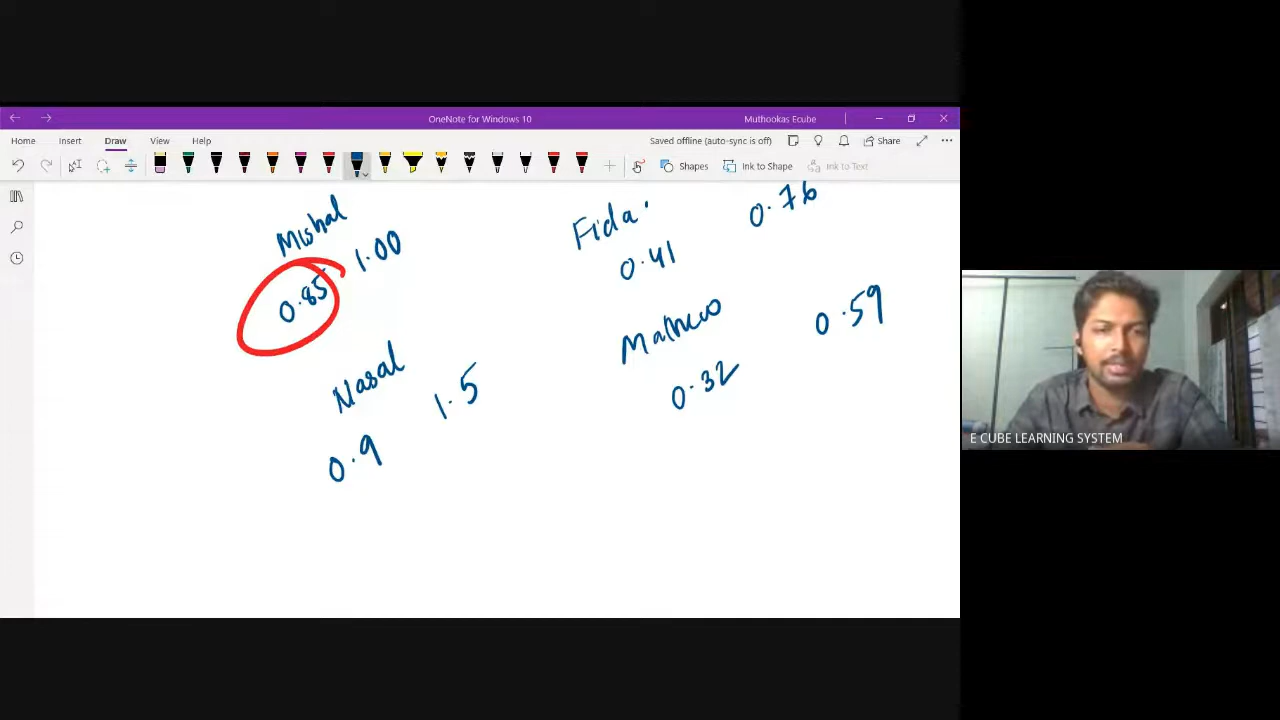 OneNote for Windows 10
Muthookas Ecube
Home Insert Draw View Help
Saved offline (auto-sync is off)
Share
Shapes
Ink to Shape
Ink to Text
Mishal
0.85 1.00
Fida
0.41 0.76
Mathew
0.32 0.59
Nasal
0.9 1.5
E CUBE LEARNING SYSTEM